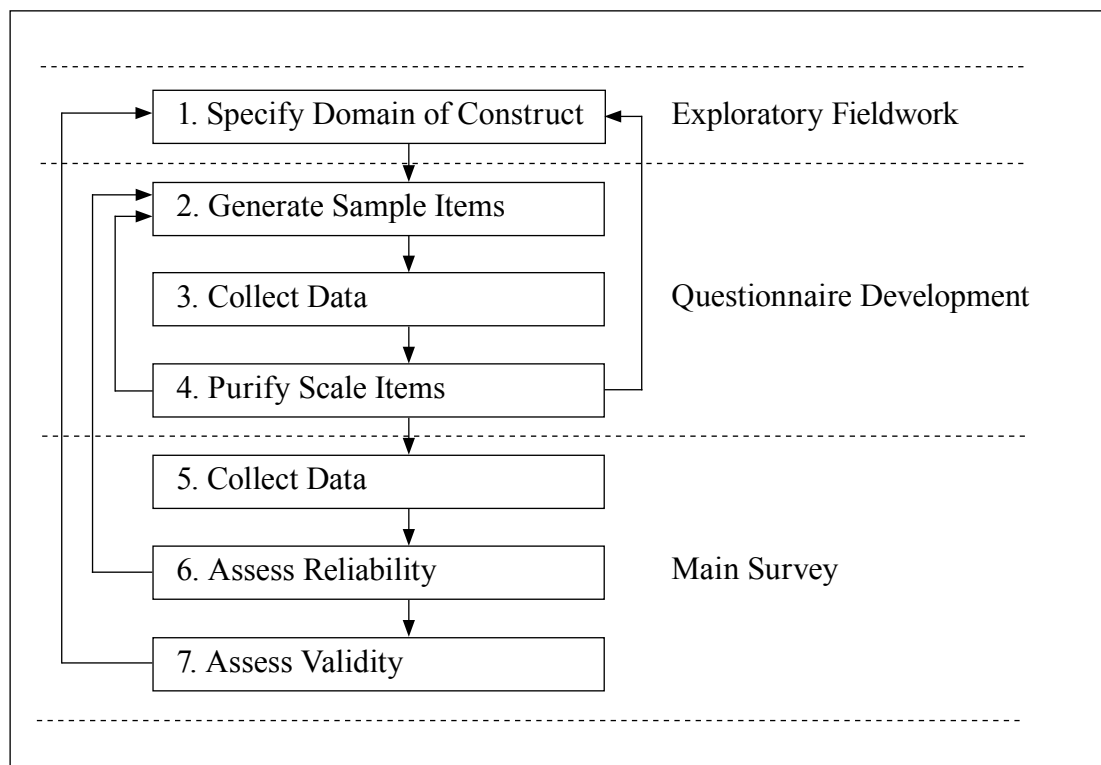 1. Specify Domain of Construct
Exploratory Fieldwork
2. Generate Sample Items
3. Collect Data
Questionnaire Development
4. Purify Scale Items
5. Collect Data
6. Assess Reliability
Main Survey
7. Assess Validity